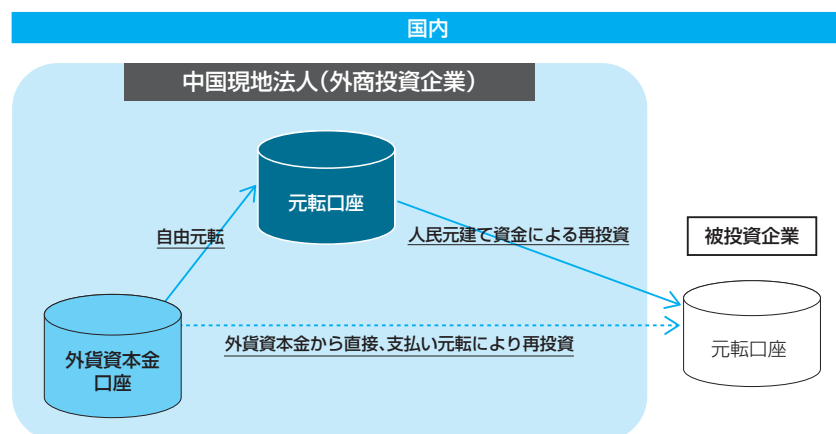 国内
中国現地法人（外商投資企業）
元転口座
自由元転
人民元建て資金による再投資
被投資企業
外貨資本金
口座
外貨資本金から直接、支払い元転により再投資
元転口座